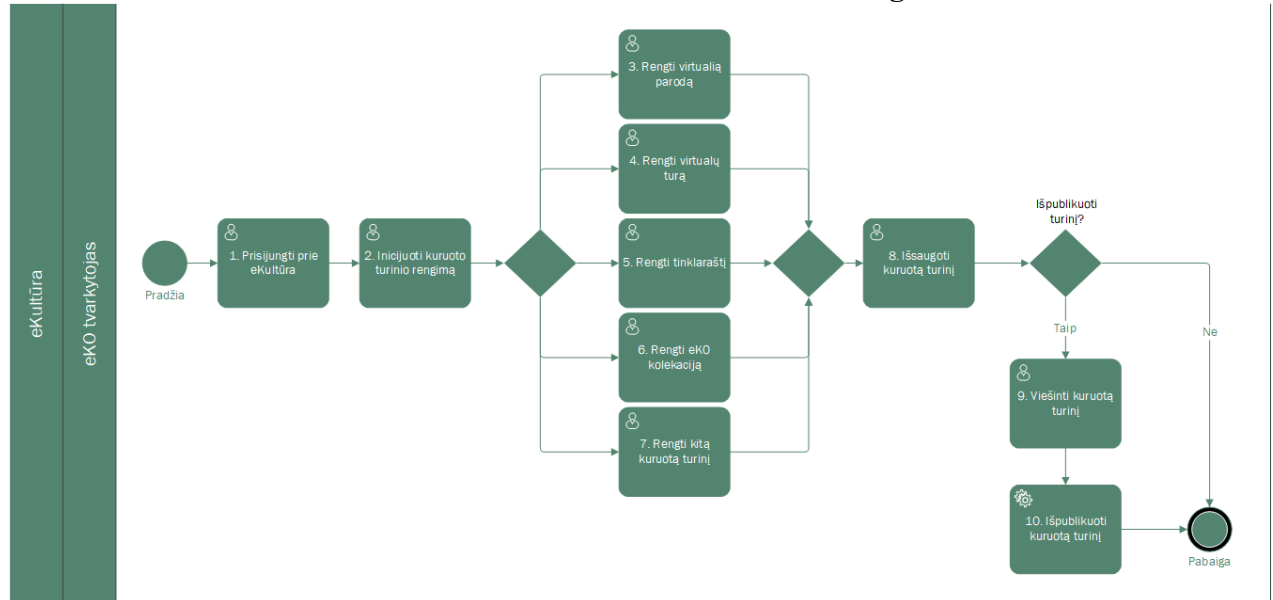 eKultūra
eKO tvarkytojas
Pradžia
1. Prisijungti prie
eKultūra
2. Inicijuoti kuruoto
turinio rengimą
3. Rengti virtualią
parodą
4. Rengti virtualų
turą
5. Rengti tinklaraštį
6. Rengti eKO
kolekaciją
7. Rengti kitą
kuruotą turinį
8. Išsaugoti
kuruotą turinį
Išpublikuoti
turinį?
Taip
Ne
9. Viešinti kuruotą
turinį
10. Išpublikuoti
kuruotą turinį
Pabaiga